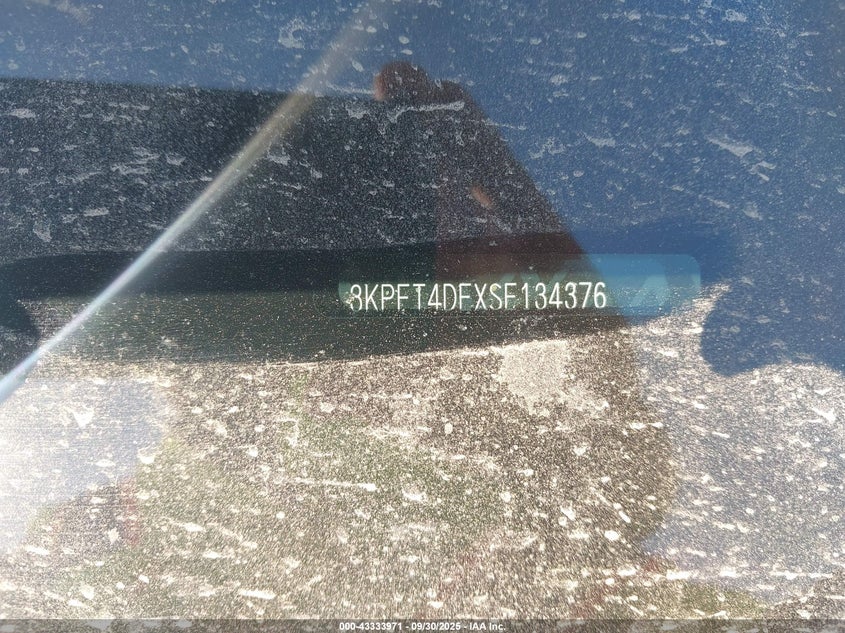 3KPFT4DEXSE134376
000-43333971 - 09/30/2025 - IAA Inc.